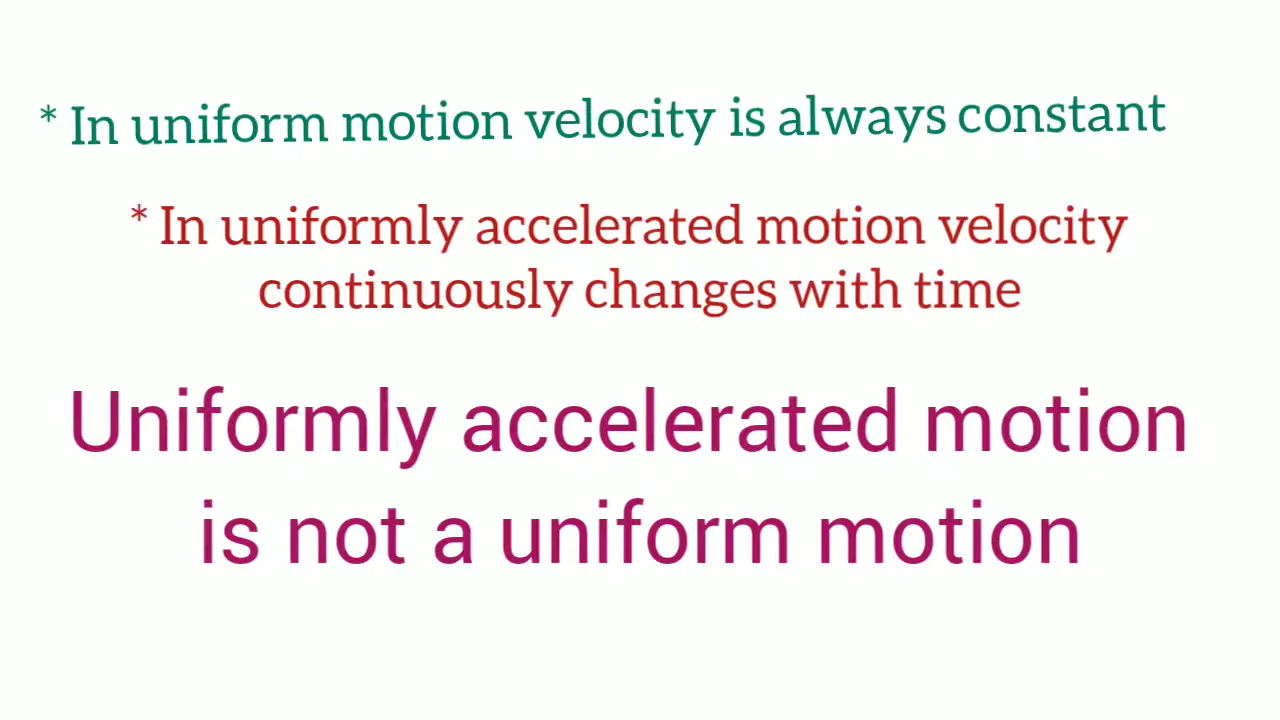 * In uniform motion velocity is always constant
* In uniformly accelerated motion velocity
continuously changes with time
Uniformly accelerated motion
is not a uniform motion